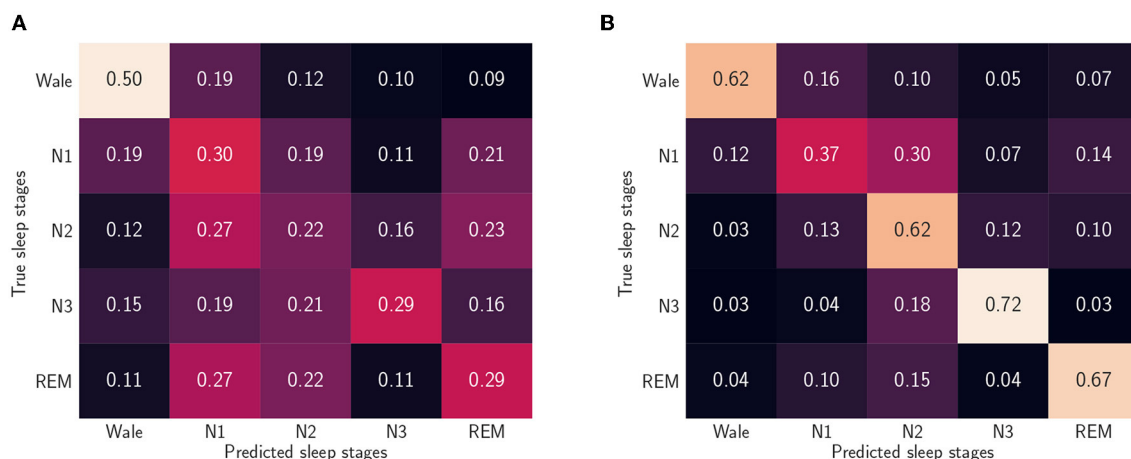 A
True sleep stages
Wale 0.50 0.19 0.12 0.10 0.09
N1 0.19 0.30 0.19 0.11 0.21
N2 0.12 0.27 0.22 0.16 0.23
N3 0.15 0.19 0.21 0.29 0.16
REM 0.11 0.27 0.22 0.11 0.29
Wale N1 N2 N3 REM
Predicted sleep stages
B
True sleep stages
Wale 0.62 0.16 0.10 0.05 0.07
N1 0.12 0.37 0.30 0.07 0.14
N2 0.03 0.13 0.62 0.12 0.10
N3 0.03 0.04 0.18 0.72 0.03
REM 0.04 0.10 0.15 0.04 0.67
Wale N1 N2 N3 REM
Predicted sleep stages